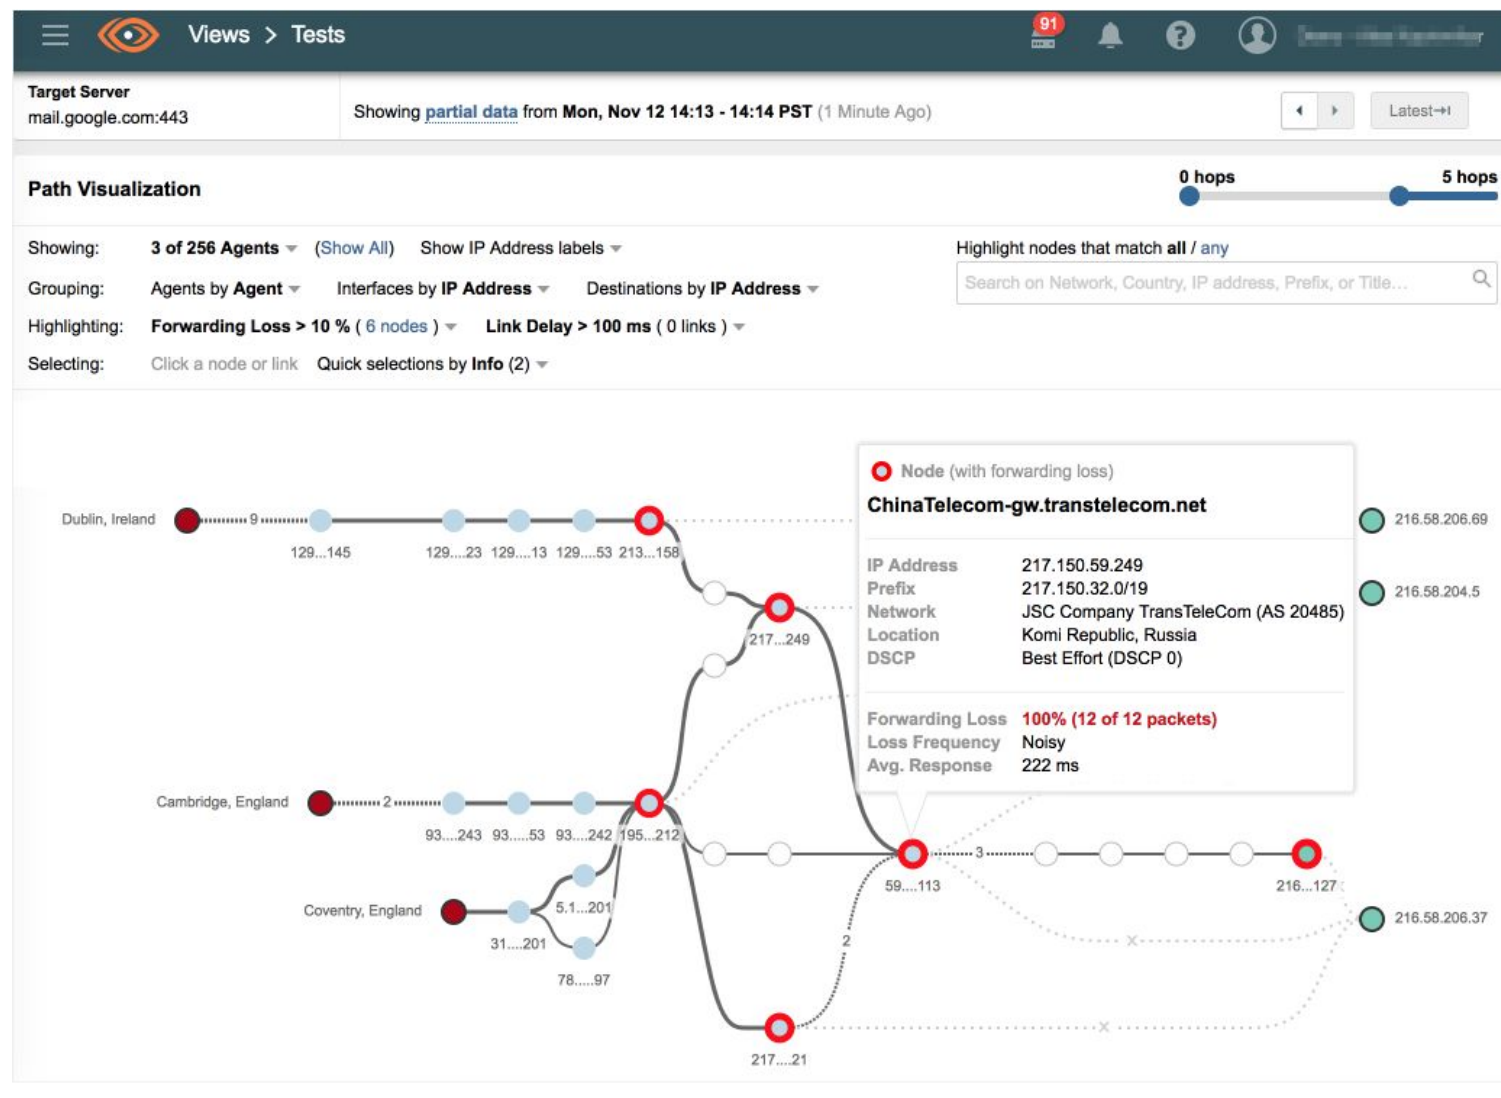 Views > Tests
91
Target Server
mail.google.com:443
Showing partial data from Mon, Nov 12 14:13 - 14:14 PST (1 Minute Ago)
Latest
Path Visualization
0 hops
5 hops
Showing: 3 of 256 Agents (Show All) Show IP Address labels
Highlight nodes that match all / any
Grouping: Agents by Agent Interfaces by IP Address Destinations by IP Address
Search on Network, Country, IP address, Prefix, or Title...
Highlighting: Forwarding Loss > 10 % ( 6 nodes ) Link Delay > 100 ms ( 0 links )
Selecting: Click a node or link Quick selections by Info (2)
Node (with forwarding loss)
ChinaTelecom-gw.transtelecom.net
IP Address 217.150.59.249
Prefix 217.150.32.0/19
Network JSC Company TransTeleCom (AS 20485)
Location Komi Republic, Russia
DSCP Best Effort (DSCP 0)
Forwarding Loss 100% (12 of 12 packets)
Loss Frequency Noisy
Avg. Response 222 ms
Dublin, Ireland
9
129...145
129....23
129....13
129....53
213...158
216.58.206.69
216.58.204.5
217...249
Cambridge, England
2
93....243
93.....53
93....242
195...212
3
59....113
216...127
Coventry, England
5.1...201
31....201
78.....97
2
x
216.58.206.37
x
217....21